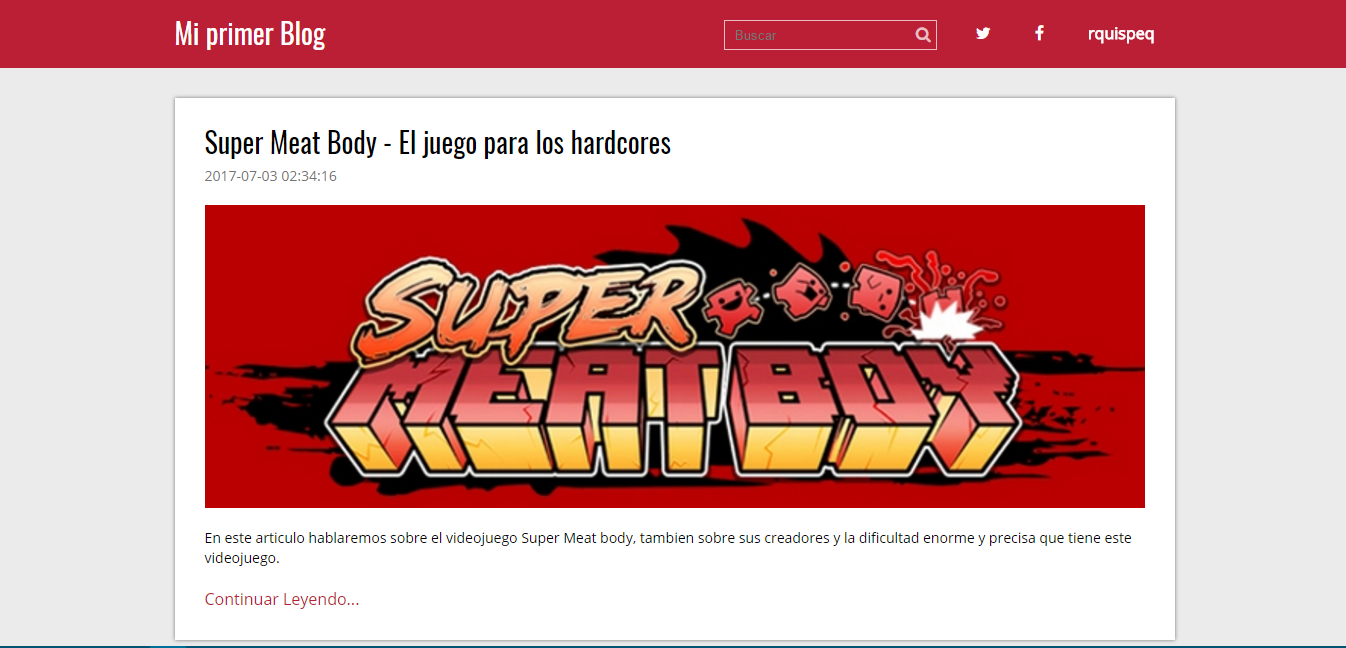 Mi primer Blog
Buscar
rquispeq
Super Meat Body - El juego para los hardcores
2017-07-03 02:34:16
SUPER
MEAT BOY
En este articulo hablaremos sobre el videojuego Super Meat body, tambien sobre sus creadores y la dificultad enorme y precisa que tiene este
videojuego.
Continuar Leyendo...